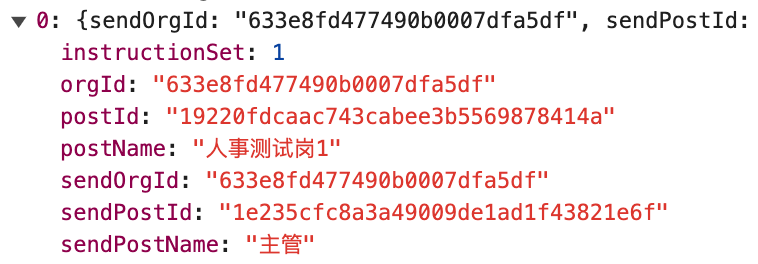 ▼ 0: {sendOrgId: "633e8fd477490b0007dfa5df", sendPostId:
instructionSet: 1
orgId: "633e8fd477490b0007dfa5df"
postId: "19220fdcaac743cabee3b5569878414a"
postName: "人事测试岗1"
sendOrgId: "633e8fd477490b0007dfa5df"
sendPostId: "1e235cfc8a3a49009de1ad1f43821e6f"
sendPostName: "主管"